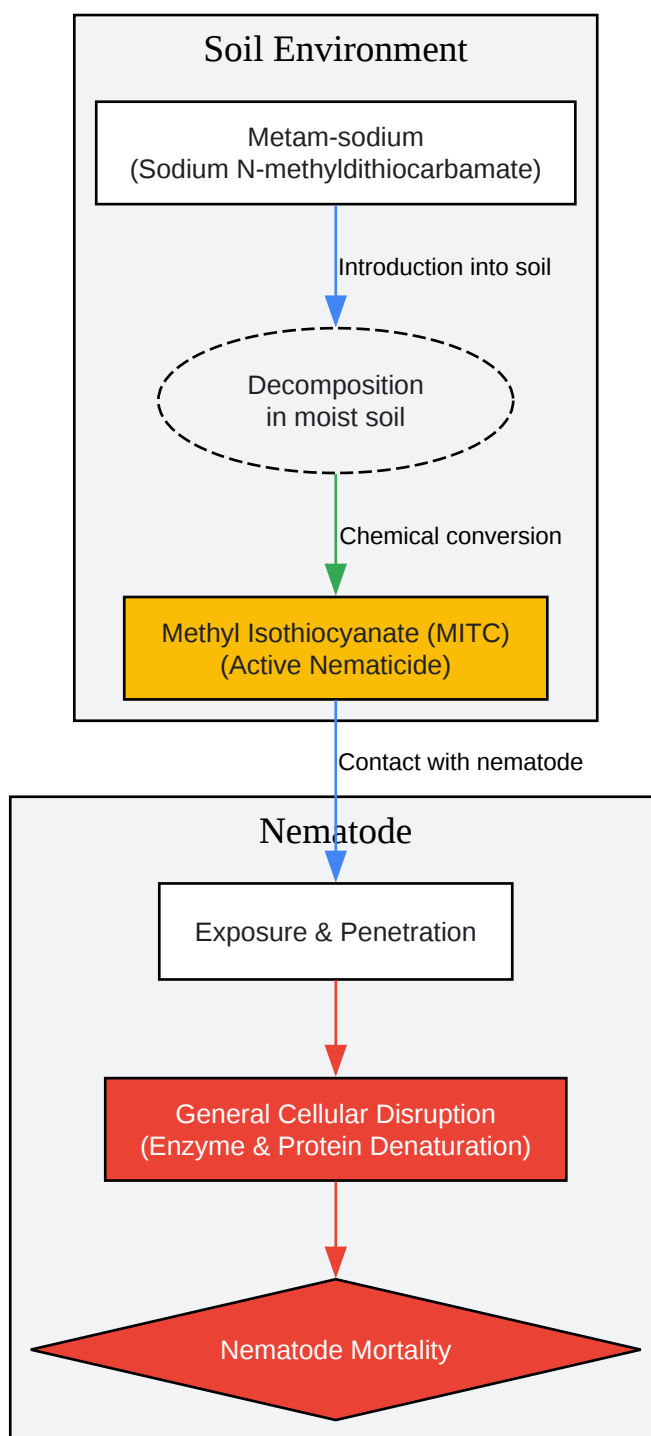 Soil Environment
Metam-sodium
(Sodium N-methyldithiocarbamate)
Introduction into soil
Decomposition
in moist soil
Chemical conversion
Methyl Isothiocyanate (MITC)
(Active Nematicide)
Contact with nematode
Nematode
Exposure & Penetration
General Cellular Disruption
(Enzyme & Protein Denaturation)
Nematode Mortality